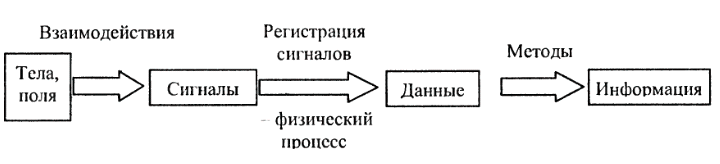 Взаимодействия
Регистрация
сигналов
Методы
Тела,
поля
Сигналы
Данные
Информация
– физический
процесс